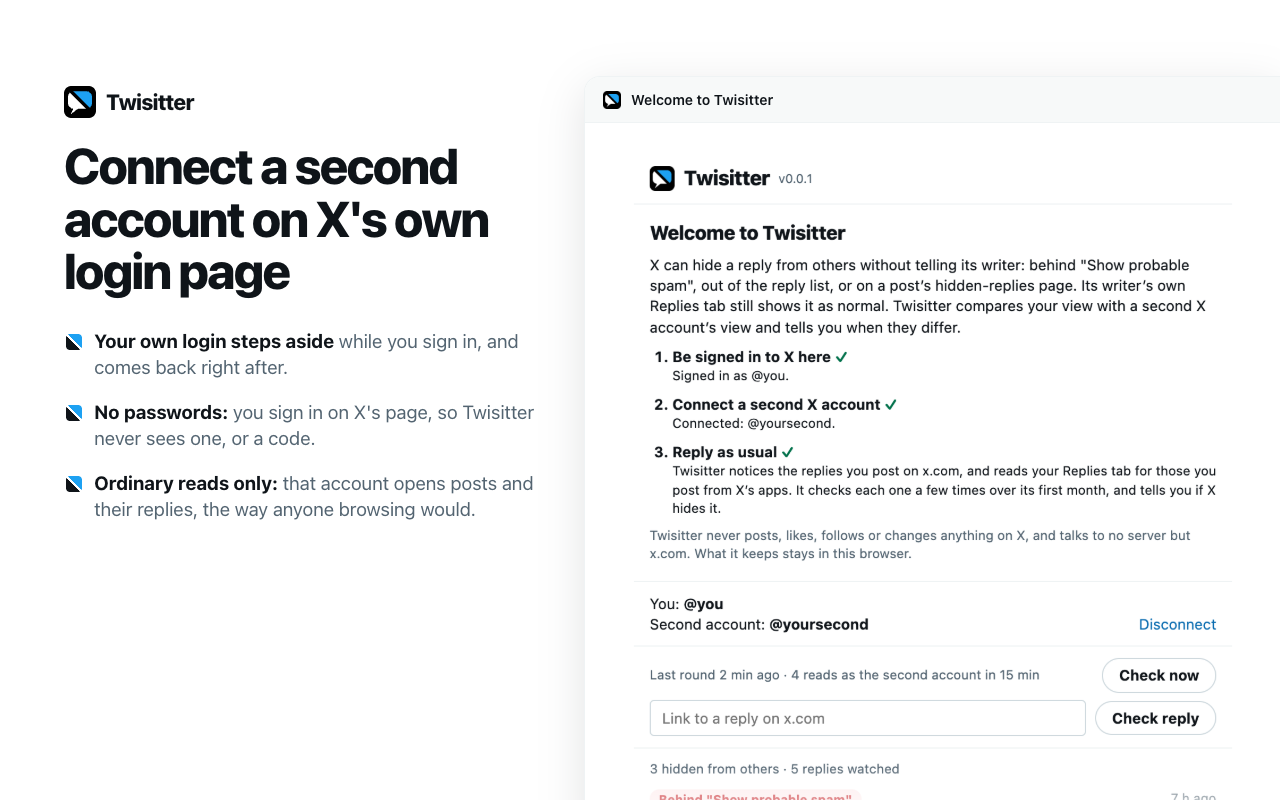 Twisitter
Connect a second
account on X's own
login page
Your own login steps aside while you sign in, and
comes back right after.
No passwords: you sign in on X's page, so Twisitter
never sees one, or a code.
Ordinary reads only: that account opens posts and
their replies, the way anyone browsing would.
Welcome to Twisitter
Twisitter v0.0.1
Welcome to Twisitter
X can hide a reply from others without telling its writer: behind "Show probable
spam", out of the reply list, or on a post’s hidden-replies page. Its writer’s own
Replies tab still shows it as normal. Twisitter compares your view with a second X
account’s view and tells you when they differ.
1. Be signed in to X here ✓
Signed in as @you.
2. Connect a second X account ✓
Connected: @yoursecond.
3. Reply as usual ✓
Twisitter notices the replies you post on x.com, and reads your Replies tab for those you
post from X’s apps. It checks each one a few times over its first month, and tells you if X
hides it.
Twisitter never posts, likes, follows or changes anything on X, and talks to no server but
x.com. What it keeps stays in this browser.
You: @you
Second account: @yoursecond Disconnect
Last round 2 min ago · 4 reads as the second account in 15 min Check now
Link to a reply on x.com Check reply
3 hidden from others · 5 replies watched
Behind "Show probable spam" 7 h ago